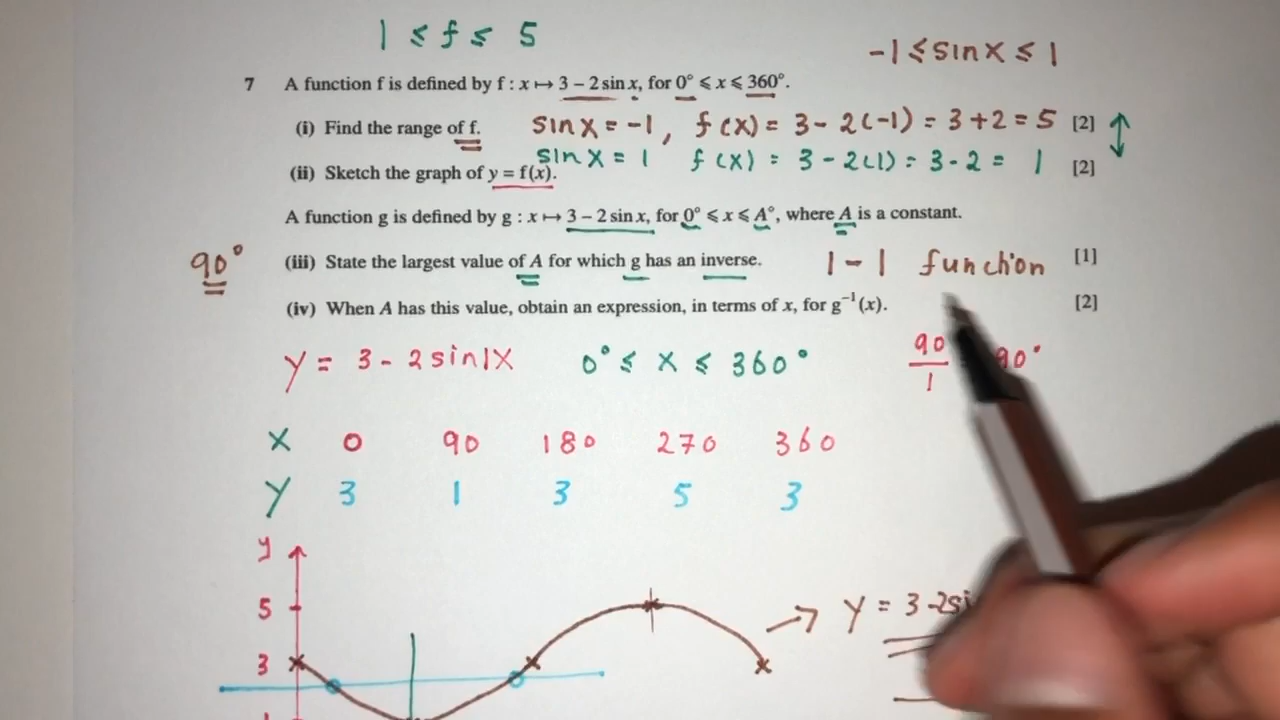 1 ≤ f ≤ 5
-1 ≤ sin x ≤ 1
7 A function f is defined by f : x ↦ 3 – 2 sin x, for 0° ⩽ x ⩽ 360°.
(i) Find the range of f. sin x = -1, f(x) = 3 - 2(-1) = 3+2 = 5 [2]
sin x = 1 f(x) = 3 - 2(1) = 3 - 2 = 1
(ii) Sketch the graph of y = f(x). [2]
A function g is defined by g : x ↦ 3 – 2 sin x, for 0° ⩽ x ⩽ A°, where A is a constant.
90° (iii) State the largest value of A for which g has an inverse. 1 - 1 function [1]
(iv) When A has this value, obtain an expression, in terms of x, for g⁻¹(x). [2]
y = 3 - 2 sin 1x 0° ≤ x ≤ 360° 90/1 90°
x 0 90 180 270 360
y 3 1 3 5 3
y
5
y = 3 - 2
3